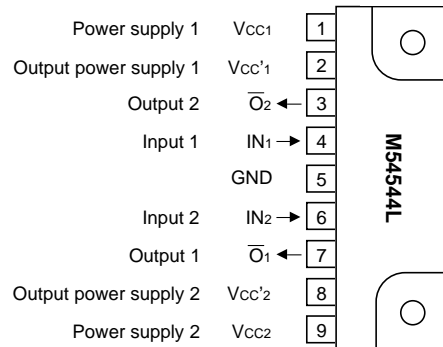 Power supply 1 VCC1 1
Output power supply 1 VCC'1 2
Output 2 O̅2 3
Input 1 IN1 4
GND 5
Input 2 IN2 6
Output 1 O̅1 7
Output power supply 2 VCC'2 8
Power supply 2 VCC2 9
M54544L